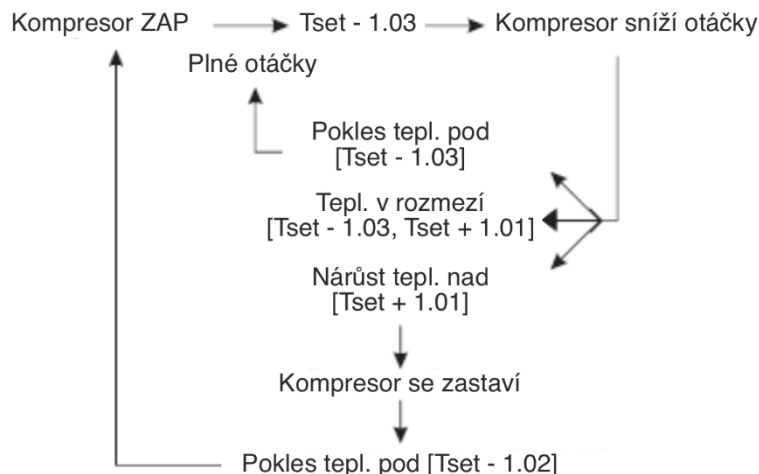 Kompresor ZAP Tset - 1.03 Kompresor sníží otáčky
Plné otáčky
Pokles tepl. pod
[Tset - 1.03]
Tepl. v rozmezí
[Tset - 1.03, Tset + 1.01]
Nárůst tepl. nad
[Tset + 1.01]
Kompresor se zastaví
Pokles tepl. pod [Tset - 1.02]